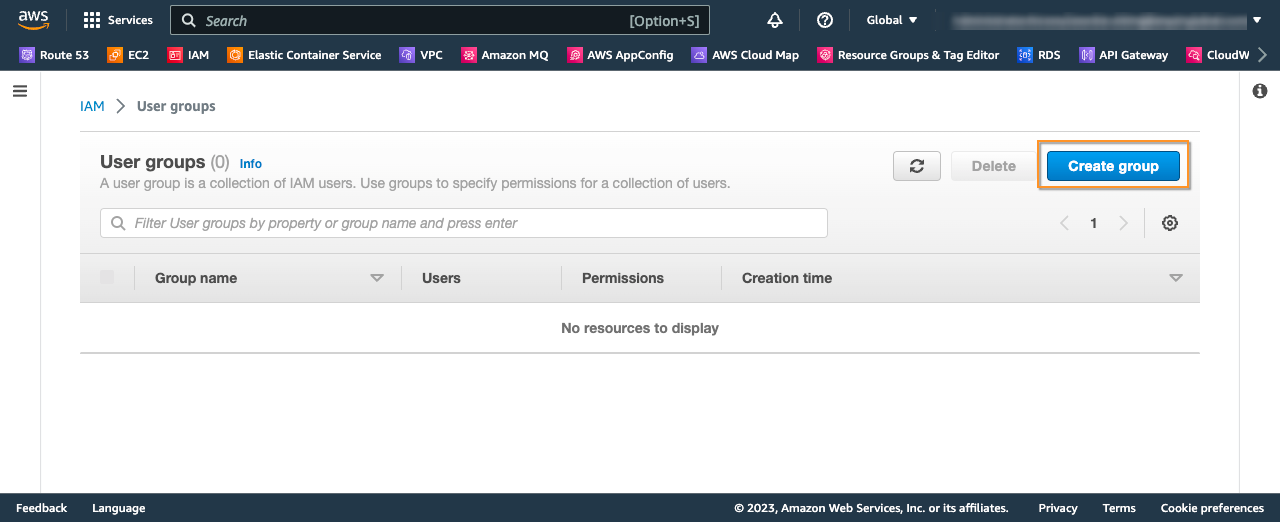 aws
Services
Search
[Option+S]
Global
Route 53
EC2
IAM
Elastic Container Service
VPC
Amazon MQ
AWS AppConfig
AWS Cloud Map
Resource Groups & Tag Editor
RDS
API Gateway
CloudW
IAM
User groups
User groups (0) Info
Delete
Create group
A user group is a collection of IAM users. Use groups to specify permissions for a collection of users.
Filter User groups by property or group name and press enter
1
Group name
Users
Permissions
Creation time
No resources to display
Feedback
Language
© 2023, Amazon Web Services, Inc. or its affiliates.
Privacy
Terms
Cookie preferences